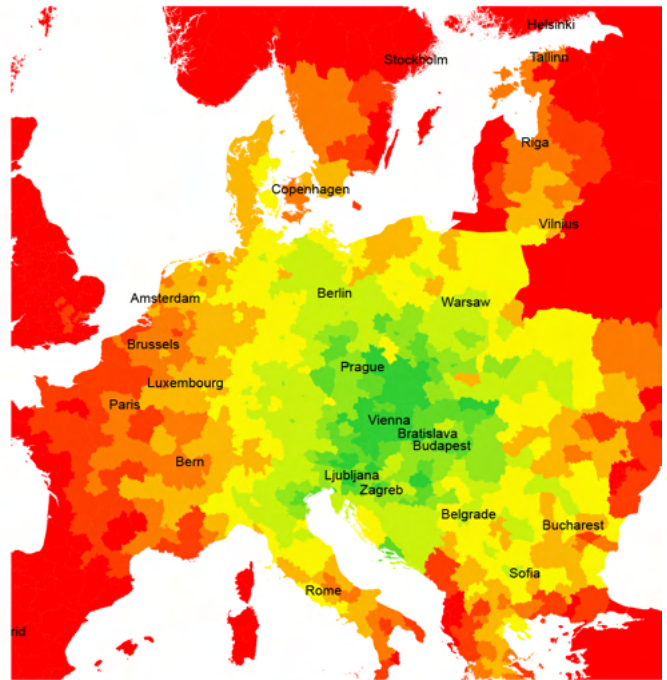 Helsinki
Stockholm
Tallinn
Riga
Copenhagen
Vilnius
Berlin
Amsterdam
Warsaw
Brussels
Prague
Luxembourg
Paris
Vienna
Bratislava
Budapest
Bern
Ljubljana
Zagreb
Belgrade
Bucharest
Sofia
Rome
rid